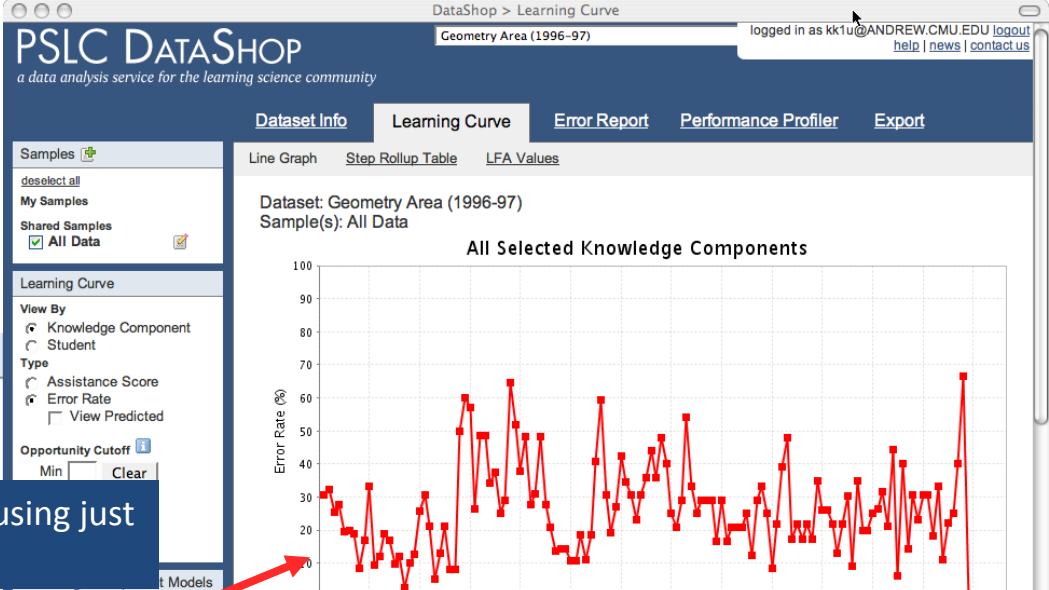 DataShop > Learning Curve
PSLC DATASHOP
a data analysis service for the learning science community
Geometry Area (1996-97)
logged in as kk1u@ANDREW.CMU.EDU logout
help | news | contact us
Dataset Info Learning Curve Error Report Performance Profiler Export
Samples
deselect all
My Samples
Shared Samples
All Data
Learning Curve
View By
Knowledge Component
Student
Type
Assistance Score
Error Rate
View Predicted
Opportunity Cutoff
Min Clear
using just
t Models
Line Graph Step Rollup Table LFA Values
Dataset: Geometry Area (1996-97)
Sample(s): All Data
All Selected Knowledge Components
Error Rate (%)
100
90
80
70
60
50
40
30
20
10